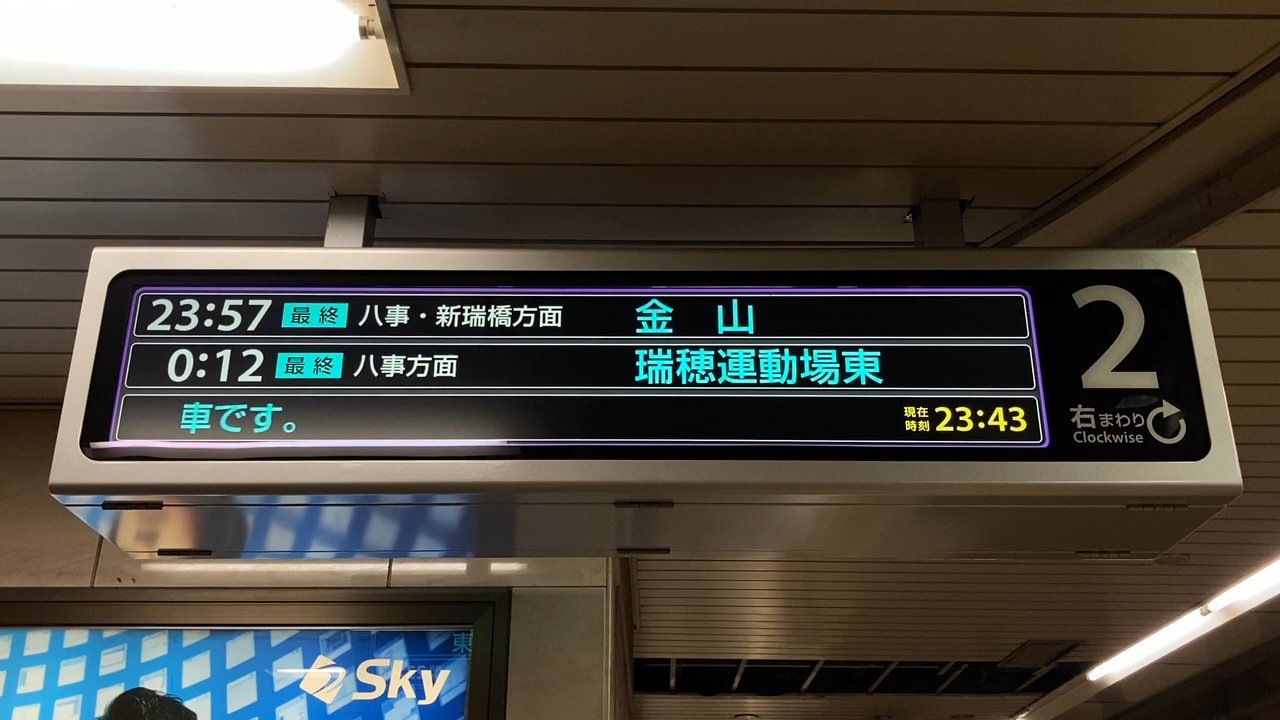 23:57 最終 八事・新瑞橋方面 金山
0:12 最終 八事方面 瑞穂運動場東
車です。
現在時刻 23:43
2
右まわり
Clockwise
東
Sky